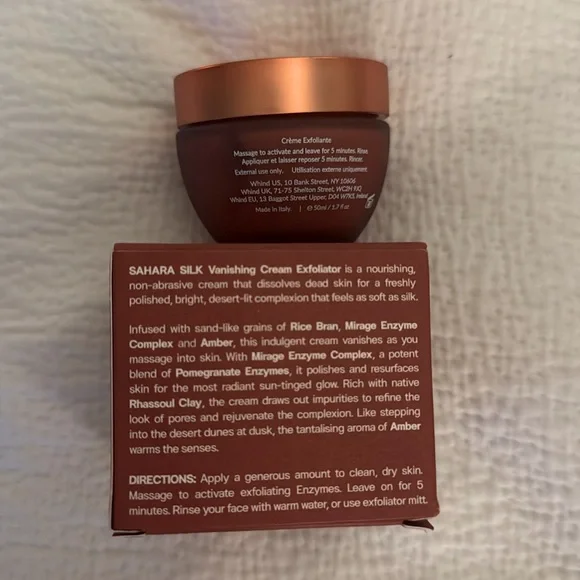 Crème Exfoliante
Massage to activate and leave for 5 minutes. Rinse.
Appliquer et laisser reposer 5 minutes. Rincer.
External use only. Utilisation externe uniquement.
Whind US, 10 Bank Street, NY 10606
Whind UK, 71-75 Shelton Street, WC2H 9JQ
Whind EU, 13 Baggot Street Upper, D04 W7K5, Ireland
Made in Italy. | ℮ 50ml / 1.7 fl.oz
SAHARA SILK Vanishing Cream Exfoliator is a nourishing,
non-abrasive cream that dissolves dead skin for a freshly
polished, bright, desert-lit complexion that feels as soft as silk.
Infused with sand-like grains of Rice Bran, Mirage Enzyme
Complex and Amber, this indulgent cream vanishes as you
massage into skin. With Mirage Enzyme Complex, a potent
blend of Pomegranate Enzymes, it polishes and resurfaces
skin for the most radiant sun-tinged glow. Rich with native
Rhassoul Clay, the cream draws out impurities to refine the
look of pores and rejuvenate the complexion. Like stepping
into the desert dunes at dusk, the tantalising aroma of Amber
warms the senses.
DIRECTIONS: Apply a generous amount to clean, dry skin.
Massage to activate exfoliating Enzymes. Leave on for 5
minutes. Rinse your face with warm water, or use exfoliator mitt.